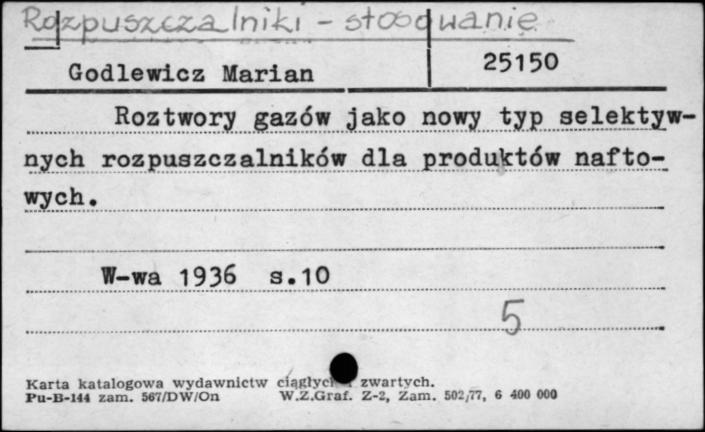 Rozpuszczalniki - stosowanie
Godlewicz Marian
25150
Roztwory gazów jako nowy typ selektyw-
nych rozpuszczalników dla produktów nafto-
wych.
W-wa 1936 s.10
5
Karta katalogowa wydawnictw ciągłych i zwartych.
Pu-B-144 zam. 567/DW/On W.Z.Graf. Z-2, Zam. 502/77, 6 400 000